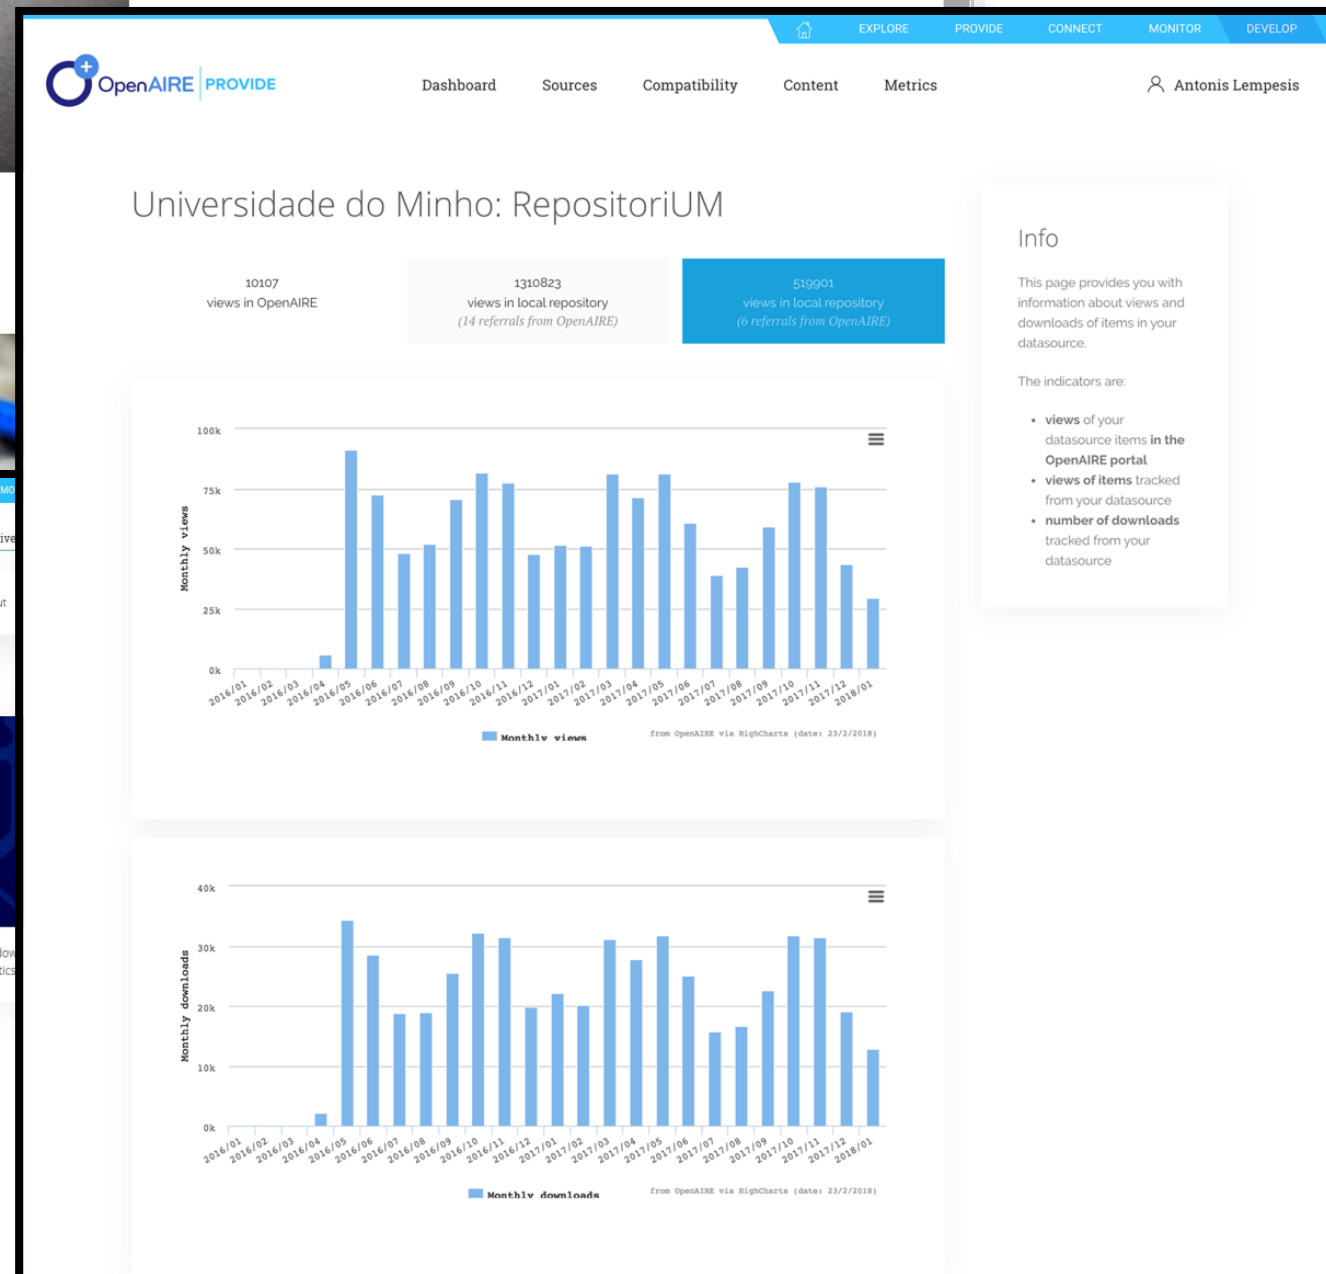 EXPLORE PROVIDE CONNECT MONITOR DEVELOP
OpenAIRE PROVIDE
Dashboard Sources Compatibility Content Metrics
Antonis Lempesis
Universidade do Minho: RepositoriUM
10107
views in OpenAIRE
1310823
views in local repository
(14 referrals from OpenAIRE)
519901
views in local repository
(6 referrals from OpenAIRE)
Info
This page provides you with
information about views and
downloads of items in your
datasource.
The indicators are:
• views of your
datasource items in the
OpenAIRE portal
• views of items tracked
from your datasource
• number of downloads
tracked from your
datasource
Monthly views
100k
75k
50k
25k
0k
2016/01 2016/02 2016/03 2016/04 2016/05 2016/06 2016/07 2016/08 2016/09 2016/10 2016/11 2016/12 2017/01 2017/02 2017/03 2017/04 2017/05 2017/06 2017/07 2017/08 2017/09 2017/10 2017/11 2017/12 2018/01
Monthly views
from OpenAIRE via HighCharts (date: 23/2/2018)
Monthly downloads
40k
30k
20k
10k
0k
2016/01 2016/02 2016/03 2016/04 2016/05 2016/06 2016/07 2016/08 2016/09 2016/10 2016/11 2016/12 2017/01 2017/02 2017/03 2017/04 2017/05 2017/06 2017/07 2017/08 2017/09 2017/10 2017/11 2017/12 2018/01
Monthly downloads
from OpenAIRE via HighCharts (date: 23/2/2018)